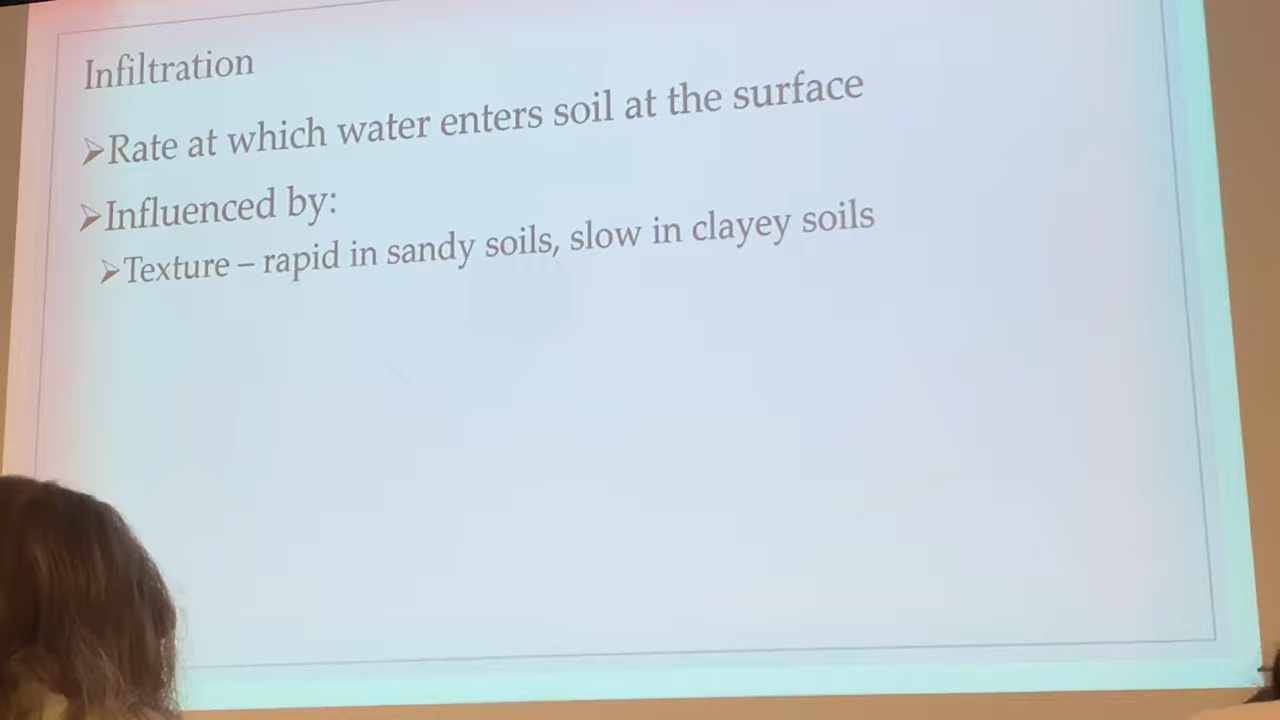 Infiltration
➢Rate at which water enters soil at the surface
➢Influenced by:
➢Texture – rapid in sandy soils, slow in clayey soils